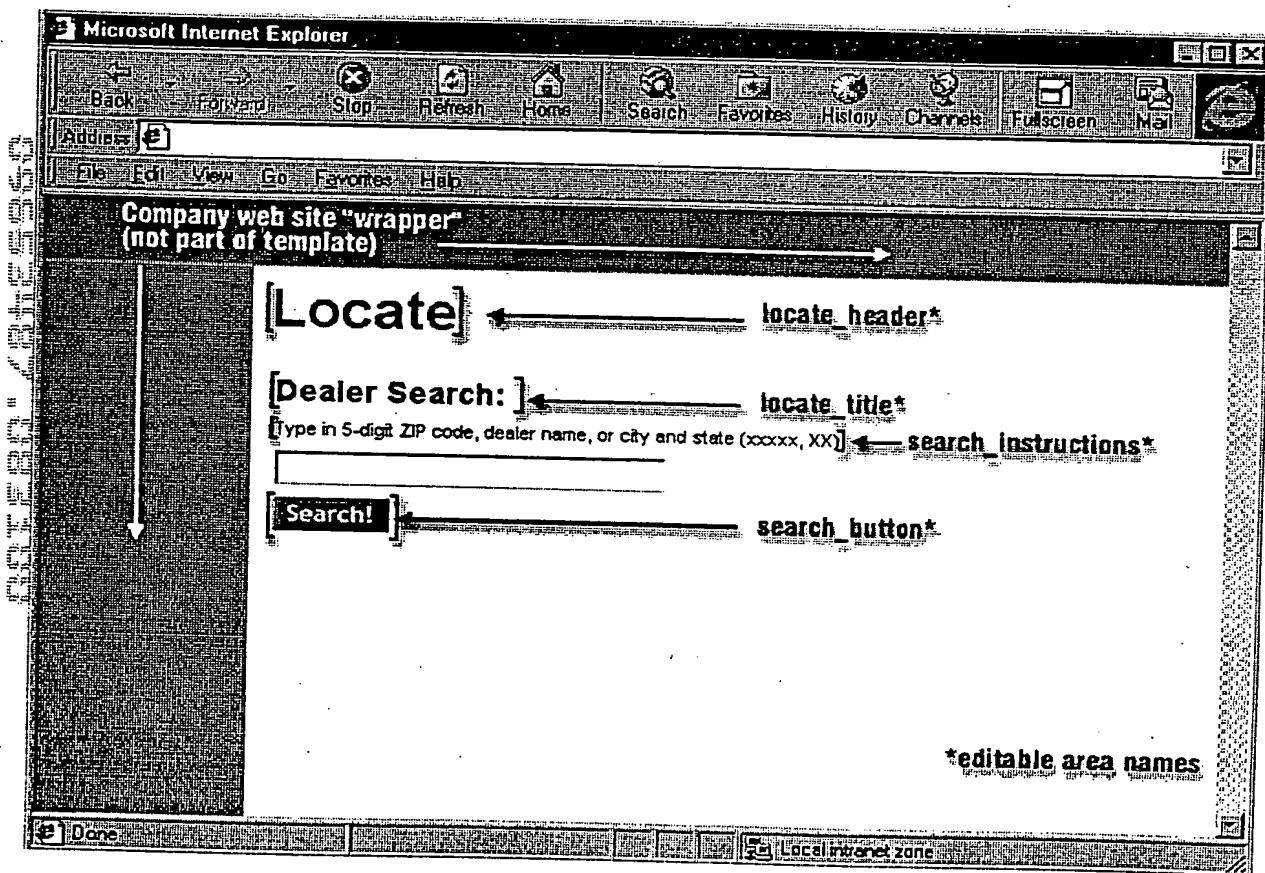 Microsoft Internet Explorer
Back Forward Stop Refresh Home Search Favorites History Channels Fullscreen Mail
Address
File Edit View Go Favorites Help
Company web site "wrapper"
(not part of template)
[Locate] locate_header*
[Dealer Search: ] locate_title*
[Type in 5-digit ZIP code, dealer name, or city and state (xxxxx, XX)] search_instructions*
[Search! ] search_button*
*editable area names
Done Local intranet zone